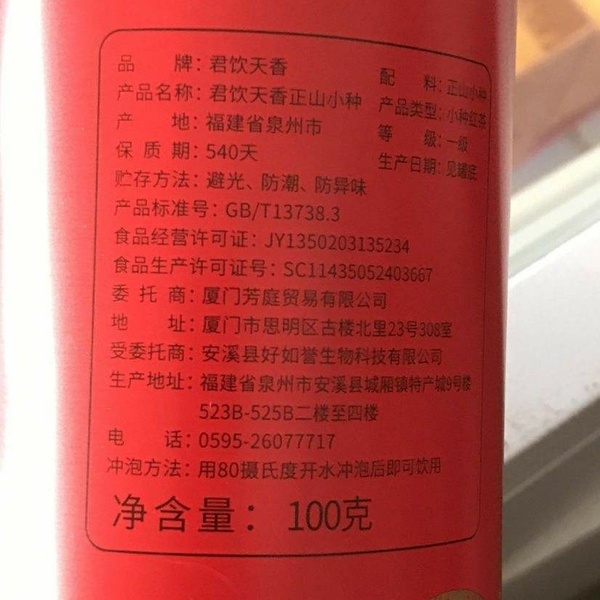 品　　牌：君饮天香
配　　料：正山小种
产品名称：君饮天香正山小种
产品类型：小种红茶
产　　地：福建省泉州市
等　　级：一级
保 质 期：540天
生产日期：见罐底
贮存方法：避光、防潮、防异味
产品标准号：GB/T13738.3
食品经营许可证：JY1350203135234
食品生产许可证号：SC11435052403667
委 托 商：厦门芳庭贸易有限公司
地　　址：厦门市思明区古楼北里23号308室
受委托商：安溪县好如誉生物科技有限公司
生产地址：福建省泉州市安溪县城厢镇特产城9号楼
523B-525B二楼至四楼
电　　话：0595-26077717
冲泡方法：用80摄氏度开水冲泡后即可饮用
净含量：100克